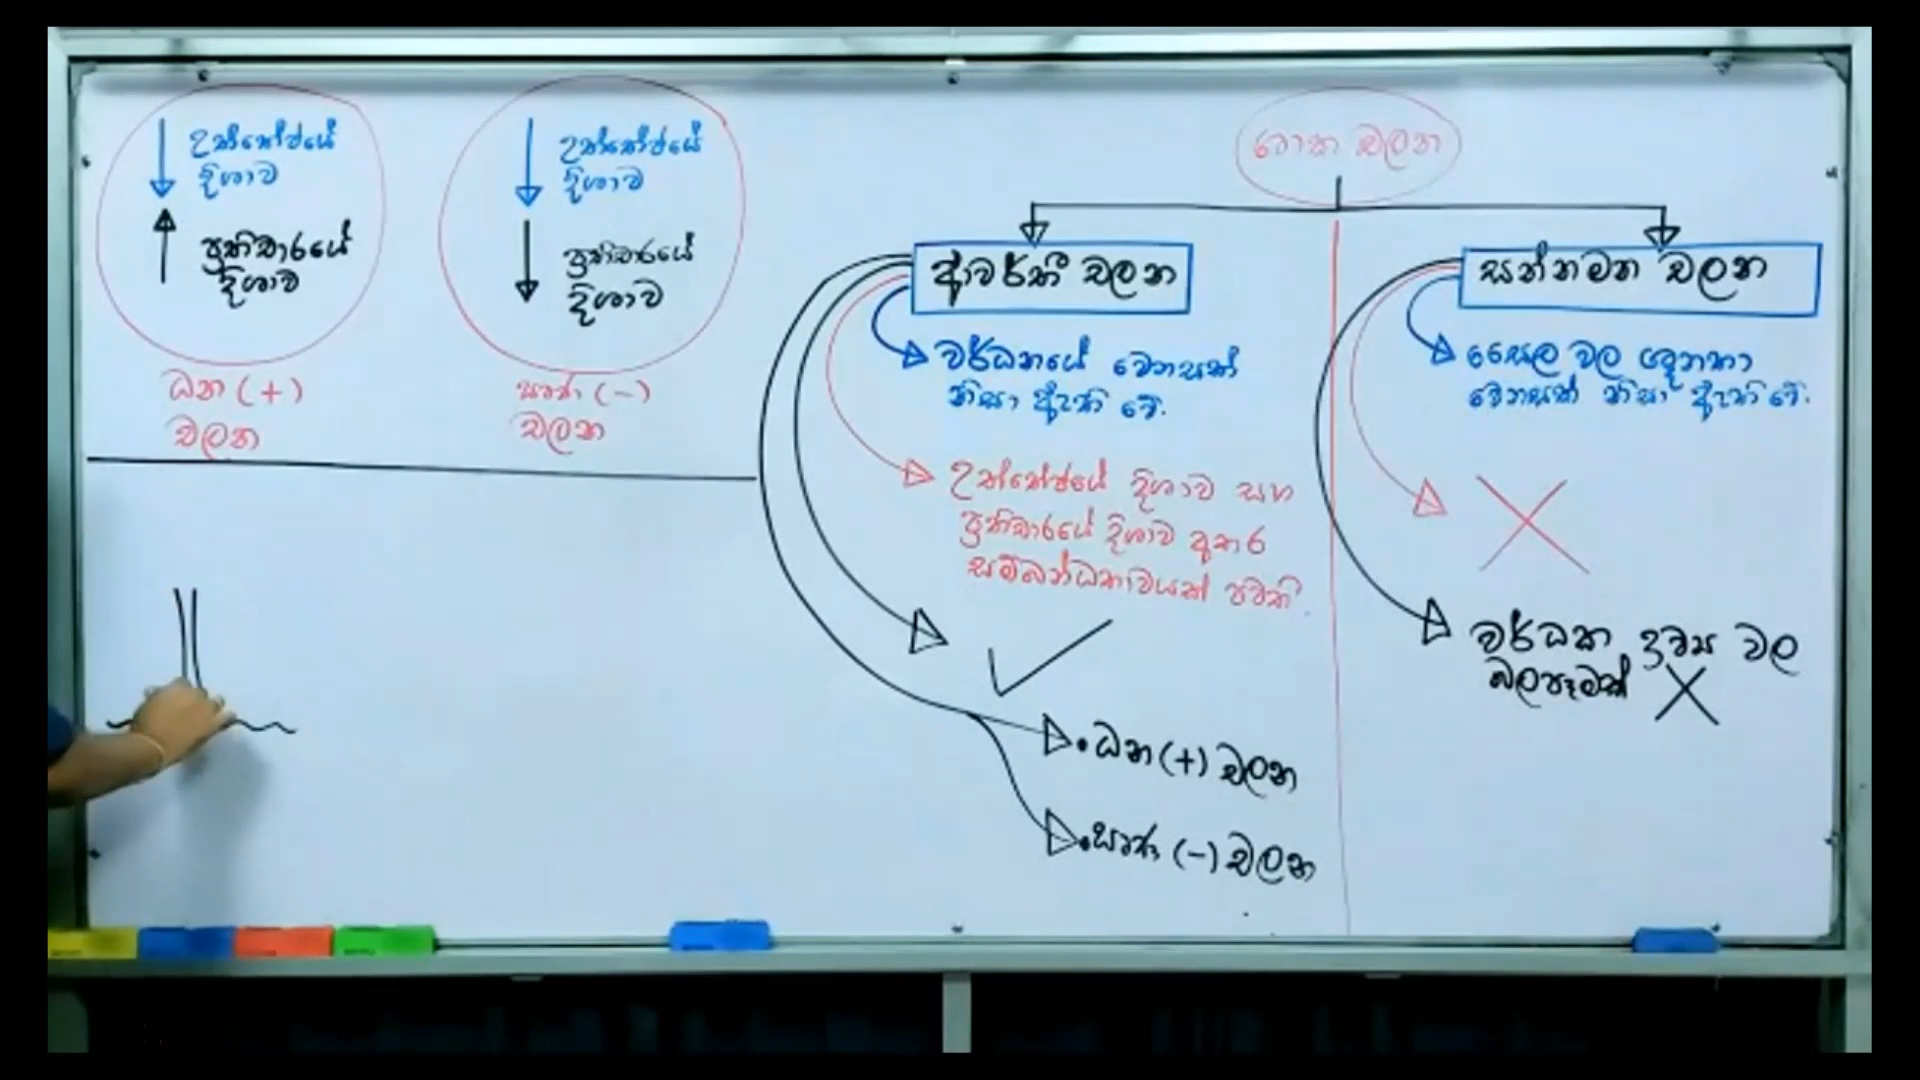 උත්තේජයේ
දිශාව
ප්‍රතිචාරයේ
දිශාව
ධන (+)
චලන
උත්තේජයේ
දිශාව
ප්‍රතිචාරයේ
දිශාව
සෘණ (-)
චලන
ශාක චලන
ආවර්තී චලන
වර්ධනයේ වෙනසක්
නිසා ඇති වේ.
උත්තේජයේ දිශාව සහ
ප්‍රතිචාරයේ දිශාව අතර
සම්බන්ධතාවයක් පවතී.
• ධන (+) චලන
• සෘණ (-) චලන
සන්නමන චලන
සෛල වල ශූනතා
වෙනසක් නිසා ඇති වේ.
වර්ධක ද්‍රව්‍ය වල
බලපෑමක්